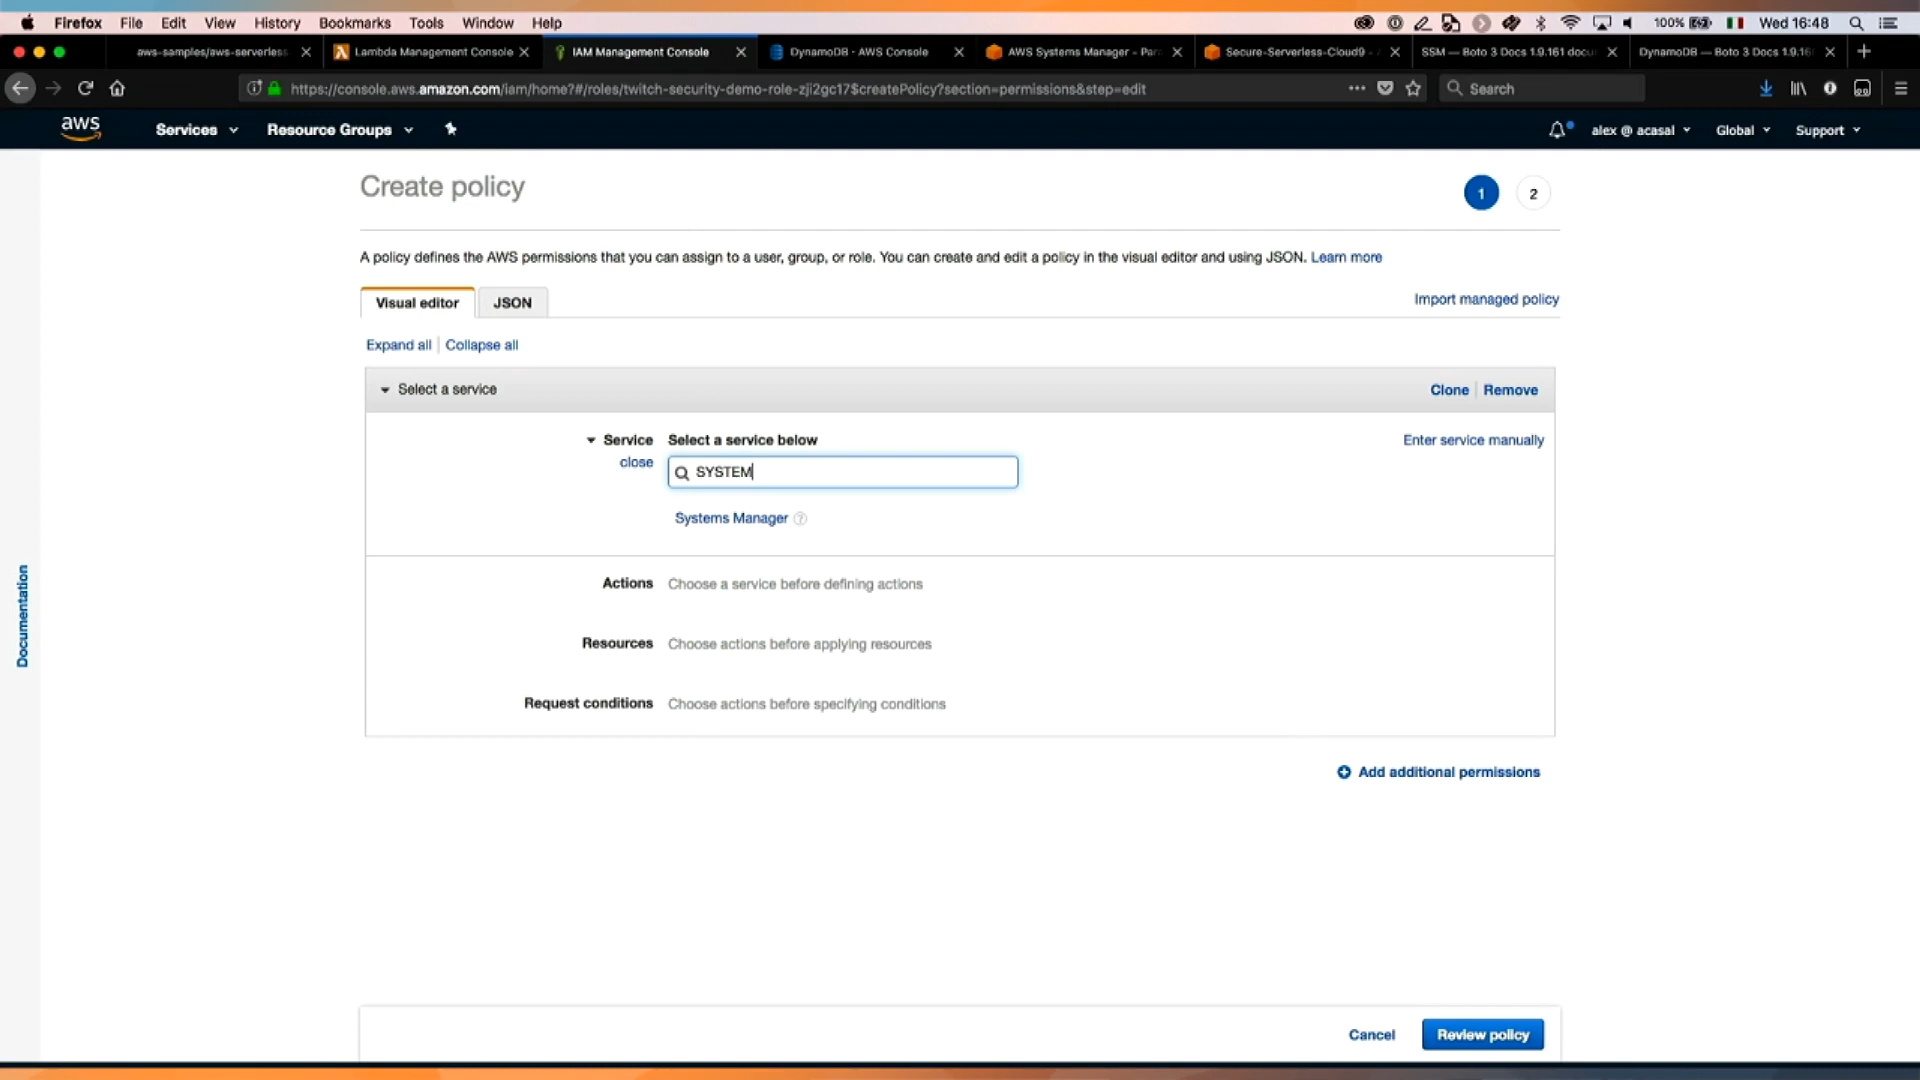 Firefox File Edit View History Bookmarks Tools Window Help 100% Wed 16:48
aws-samples/aws-serverless Lambda Management Console IAM Management Console DynamoDB - AWS Console AWS Systems Manager - Par Secure-Serverless-Cloud9 - SSM — Boto 3 Docs 1.9.161 docu DynamoDB — Boto 3 Docs 1.9.16
https://console.aws.amazon.com/iam/home?#/roles/twitch-security-demo-role-zji2gc17$createPolicy?section=permissions&step=edit Search
aws Services Resource Groups alex @ acasal Global Support
Create policy 1 2
A policy defines the AWS permissions that you can assign to a user, group, or role. You can create and edit a policy in the visual editor and using JSON. Learn more
Visual editor JSON Import managed policy
Expand all Collapse all
Select a service Clone Remove
Service Select a service below Enter service manually
close SYSTEM
Systems Manager
Actions Choose a service before defining actions
Resources Choose actions before applying resources
Request conditions Choose actions before specifying conditions
Documentation
Add additional permissions
Cancel Review policy